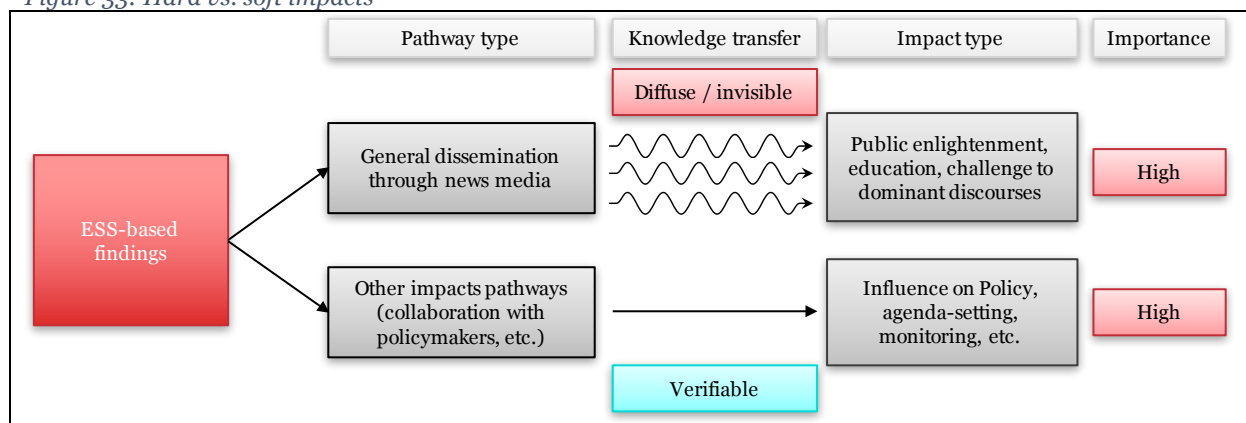 Figure 33: Hard vs. soft impacts
Pathway type
Knowledge transfer
Impact type
Importance
Diffuse / invisible
General dissemination
through news media
Public enlightenment,
education, challenge to
dominant discourses
High
ESS-based
findings
Other impacts pathways
(collaboration with
policymakers, etc.)
Influence on Policy,
agenda-setting,
monitoring, etc.
High
Verifiable